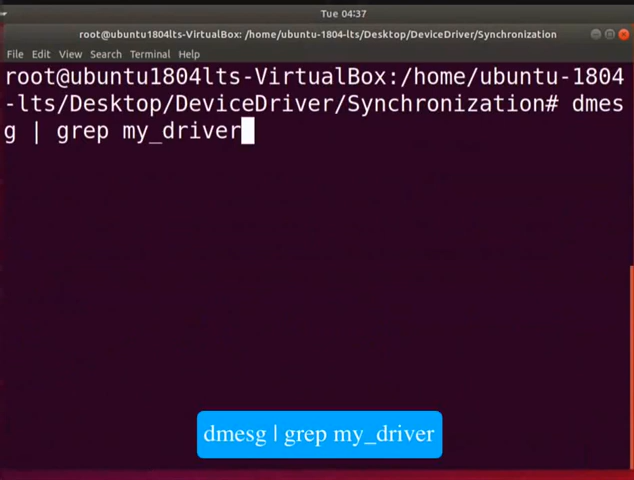 Tue 04:37
root@ubuntu1804lts-VirtualBox: /home/ubuntu-1804-lts/Desktop/DeviceDriver/Synchronization
File Edit View Search Terminal Help
root@ubuntu1804lts-VirtualBox:/home/ubuntu-1804
-lts/Desktop/DeviceDriver/Synchronization# dmes
g | grep my_driver
dmesg | grep my_driver